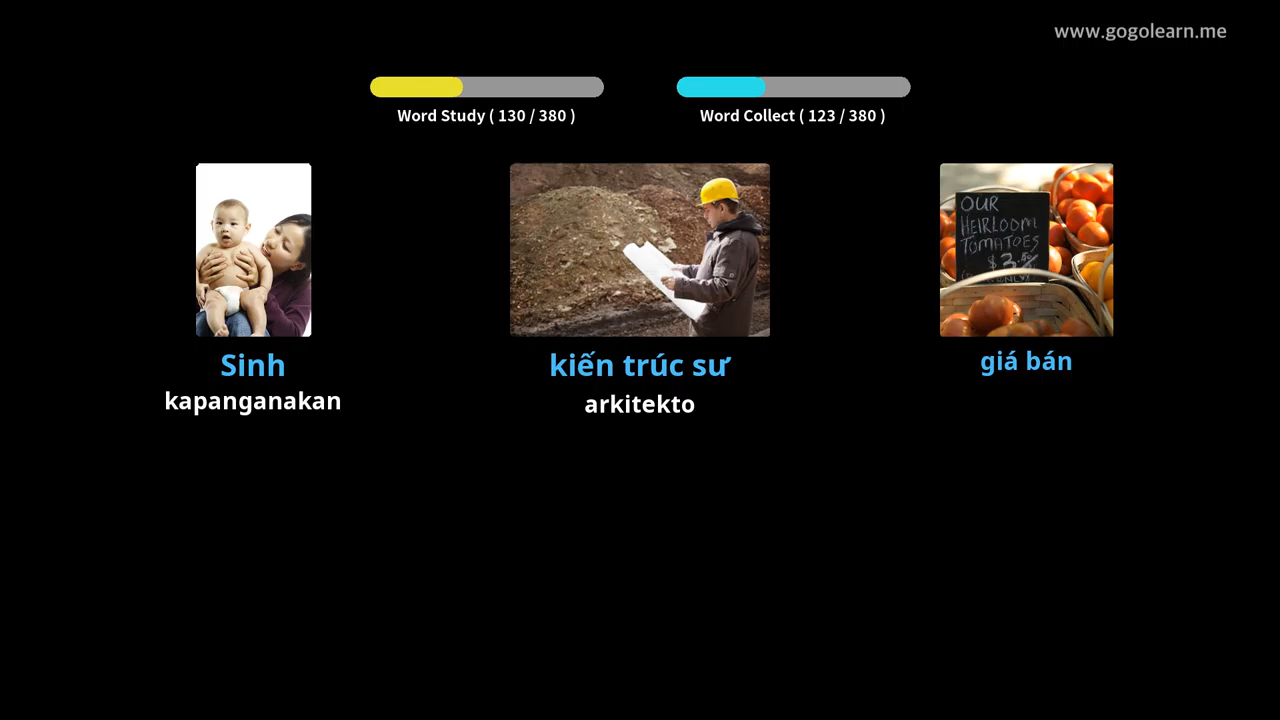 www.gogolearn.me
Word Study ( 130 / 380 )
Word Collect ( 123 / 380 )
OUR
HEIRLOOM
TOMATOES
Sinh
kapanganakan
kiến trúc sư
arkitekto
giá bán